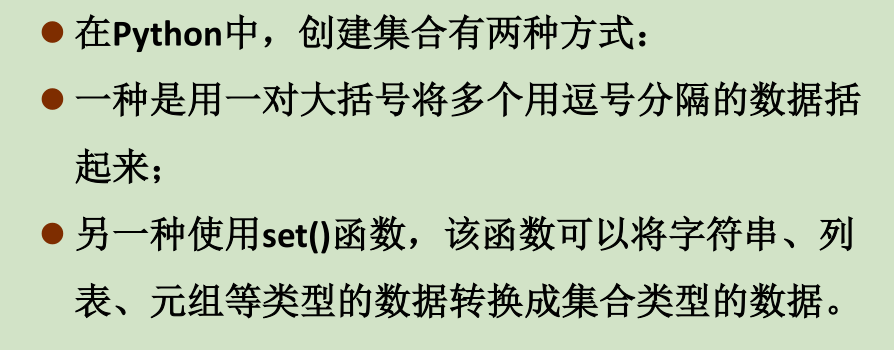 ● 在Python中，创建集合有两种方式：
● 一种是用一对大括号将多个用逗号分隔的数据括
起来；
● 另一种使用set()函数，该函数可以将字符串、列
表、元组等类型的数据转换成集合类型的数据。